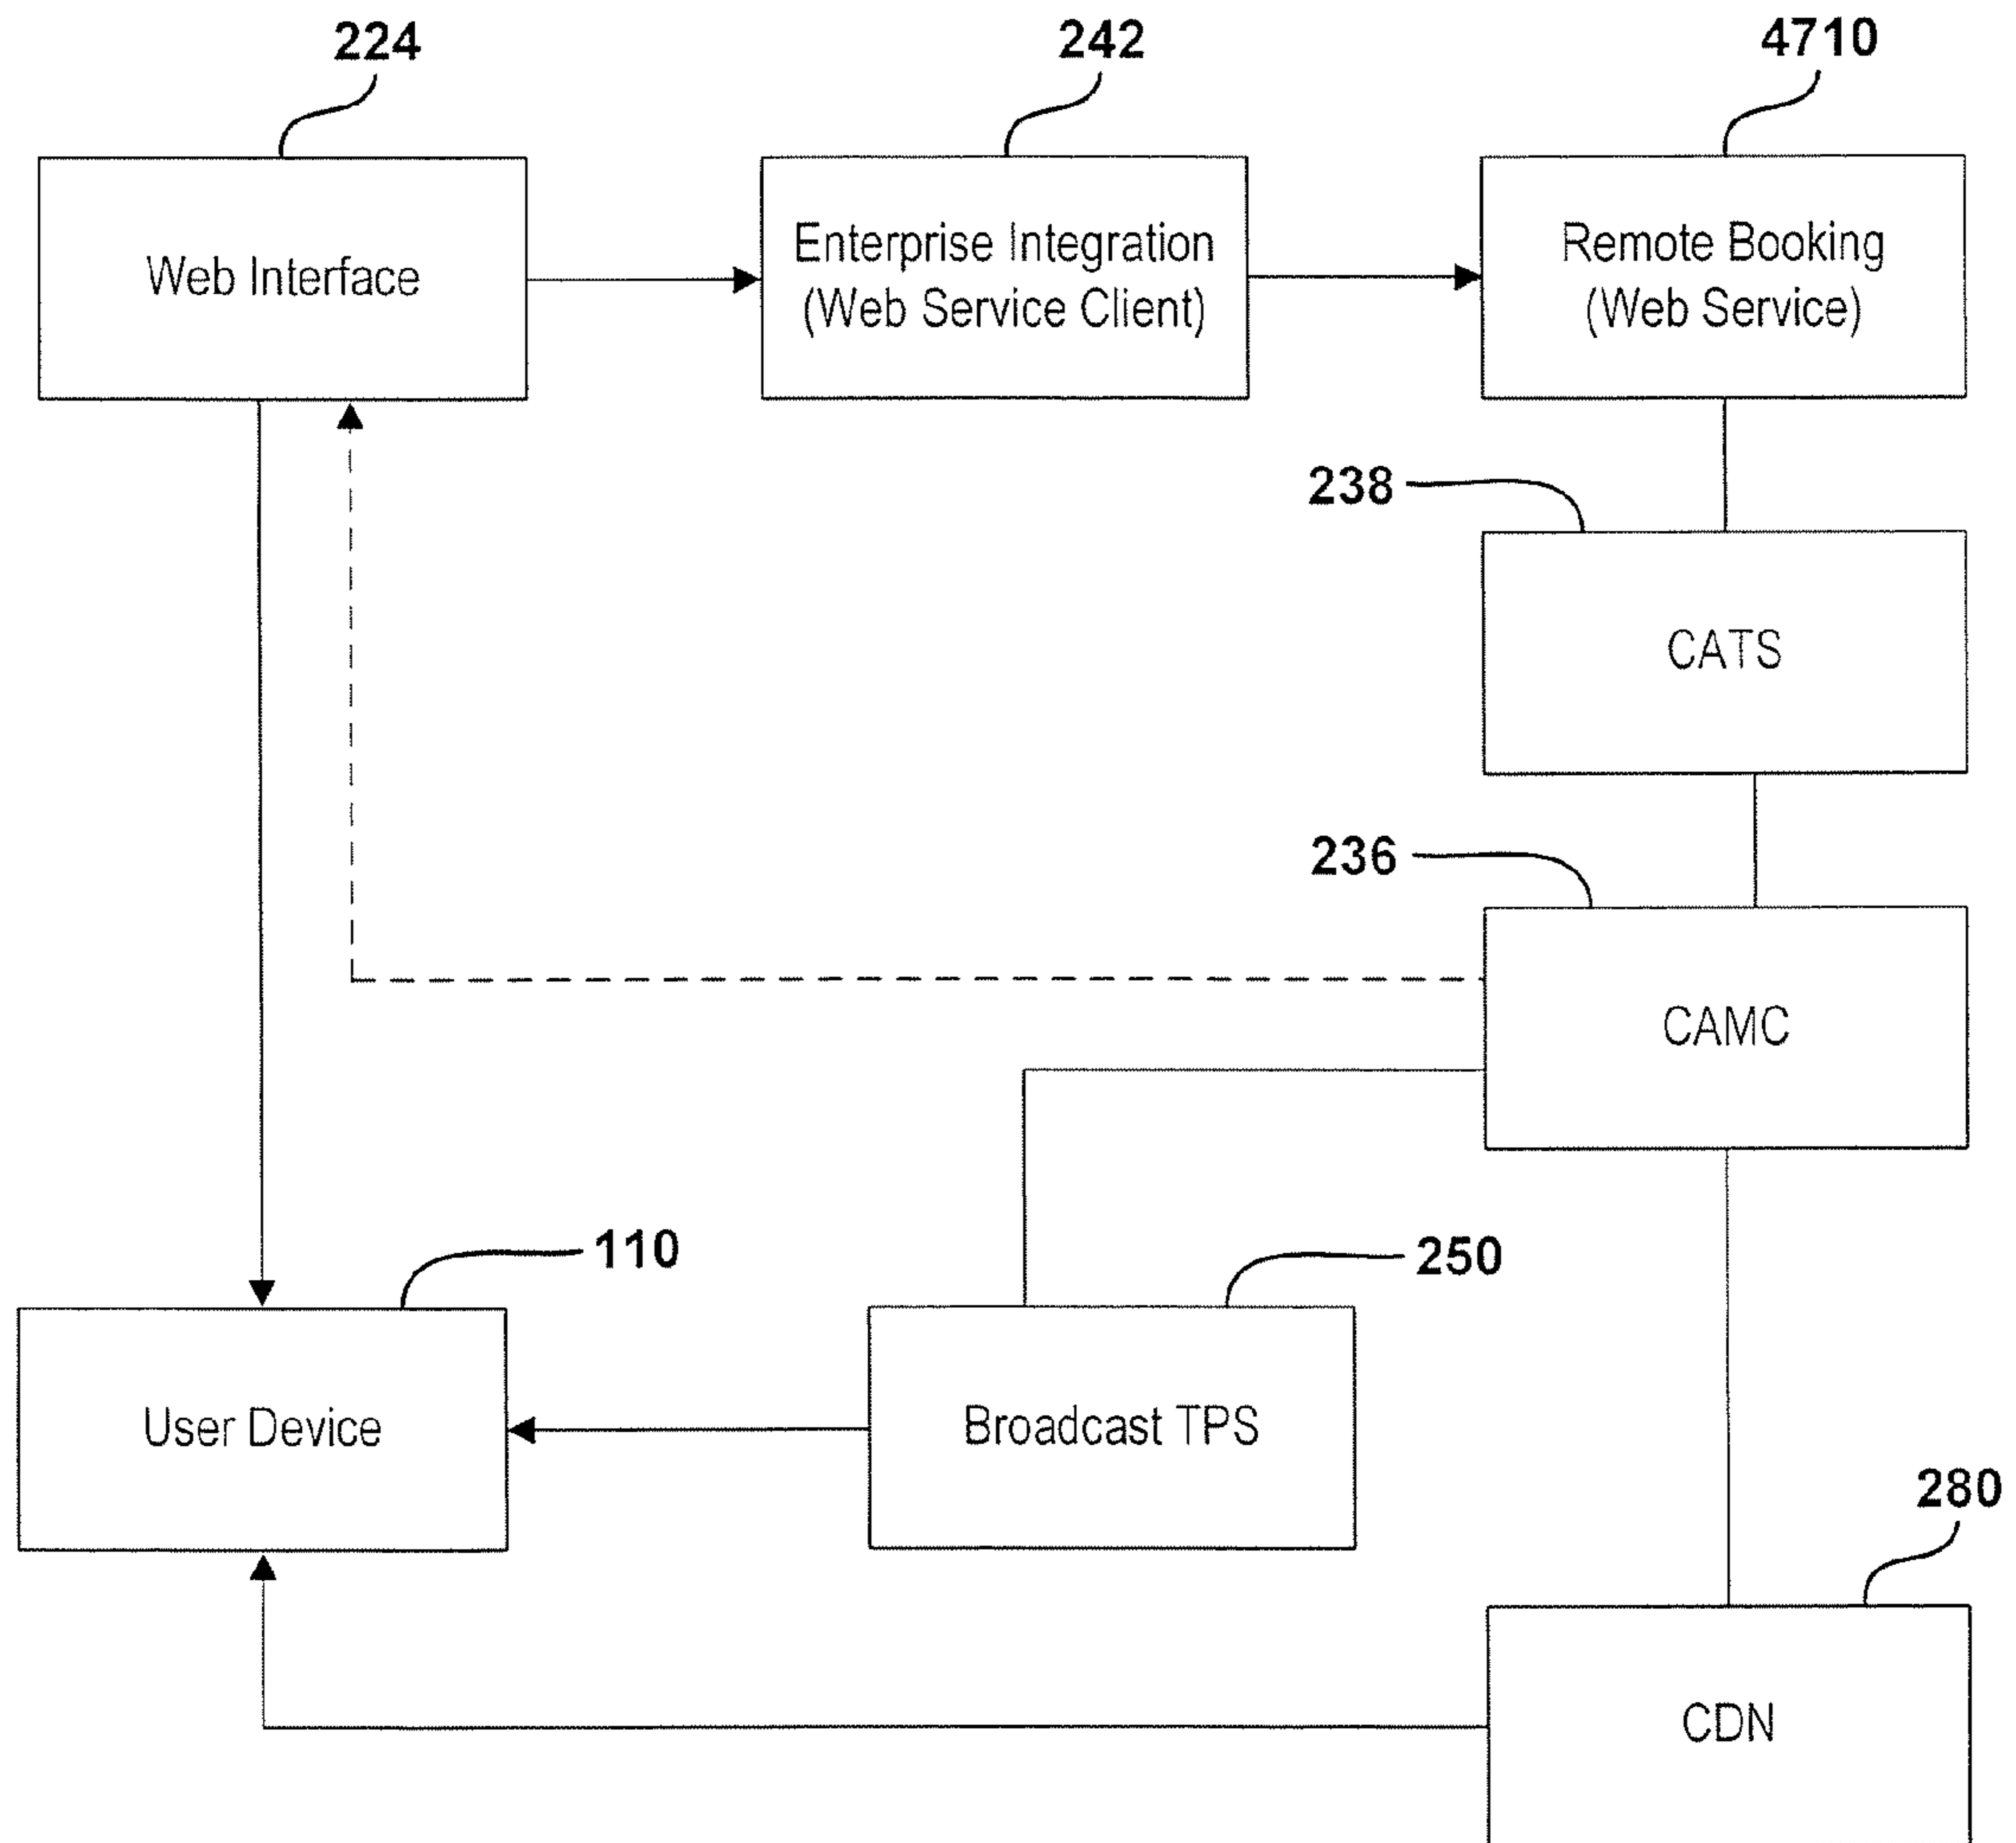 224
242
4710
Web Interface
Enterprise Integration
(Web Service Client)
Remote Booking
(Web Service)
238
CATS
236
CAMC
110
250
User Device
Broadcast TPS
280
CDN